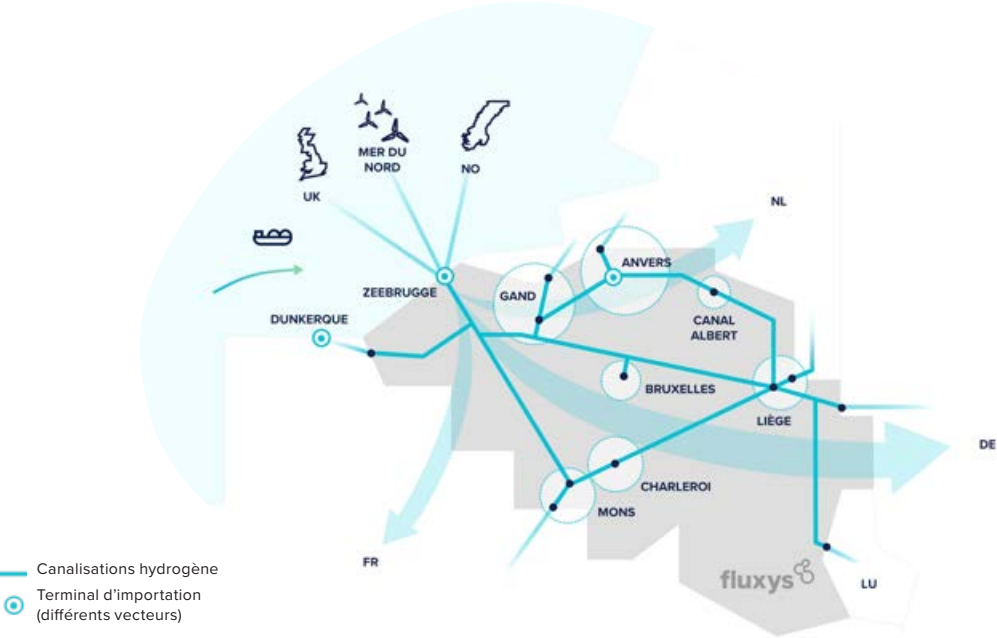 MER DU
NORD
NO
UK
NL
ANVERS
ZEEBRUGGE
GAND
DUNKERQUE
CANAL
ALBERT
BRUXELLES
LIÈGE
DE
CHARLEROI
MONS
FR
Canalisations hydrogène
fluxys
LU
Terminal d'importation
(différents vecteurs)